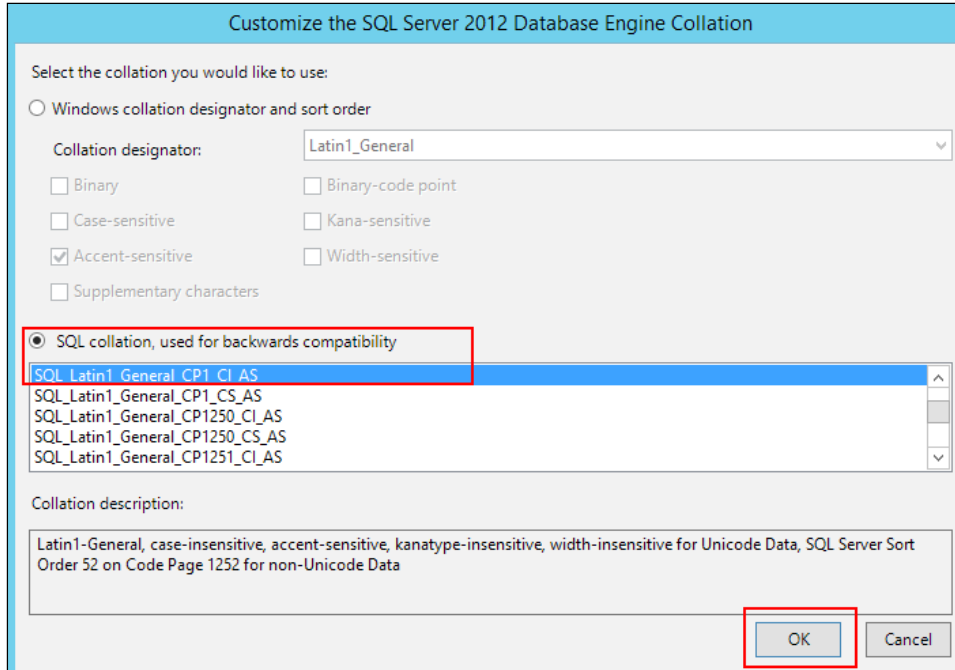 Customize the SQL Server 2012 Database Engine Collation
Select the collation you would like to use:
Windows collation designator and sort order
Collation designator:
Latin1_General
Binary
Binary-code point
Case-sensitive
Kana-sensitive
Accent-sensitive
Width-sensitive
Supplementary characters
SQL collation, used for backwards compatibility
SQL_Latin1_General_CP1_CI_AS
SQL_Latin1_General_CP1_CS_AS
SQL_Latin1_General_CP1250_CI_AS
SQL_Latin1_General_CP1250_CS_AS
SQL_Latin1_General_CP1251_CI_AS
Collation description:
Latin1-General, case-insensitive, accent-sensitive, kanatype-insensitive, width-insensitive for Unicode Data, SQL Server Sort
Order 52 on Code Page 1252 for non-Unicode Data
OK
Cancel